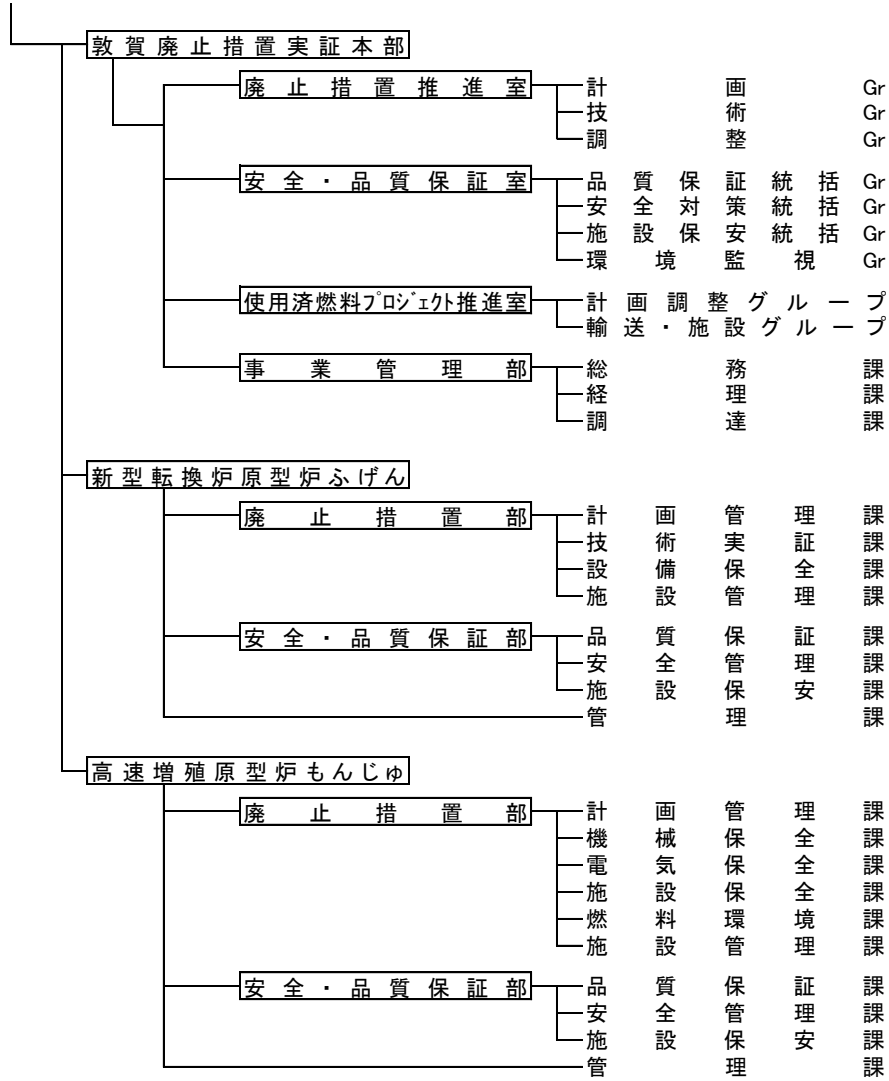 敦賀廃止措置実証本部
廃止措置推進室 計画Gr
技術Gr
調整Gr
安全・品質保証室 品質保証統括Gr
安全対策統括Gr
施設保安統括Gr
環境監視Gr
使用済燃料ﾌﾟﾛｼﾞｪｸﾄ推進室 計画調整グループ
輸送・施設グループ
事業管理部 総務課
経理課
調達課
新型転換炉原型炉ふげん
廃止措置部 計画管理課
技術実証課
設備保全課
施設管理課
安全・品質保証部 品質保証課
安全管理課
施設保安課
管理課
高速増殖原型炉もんじゅ
廃止措置部 計画管理課
機械保全課
電気保全課
施設保全課
燃料環境課
施設管理課
安全・品質保証部 品質保証課
安全管理課
施設保安課
管理課